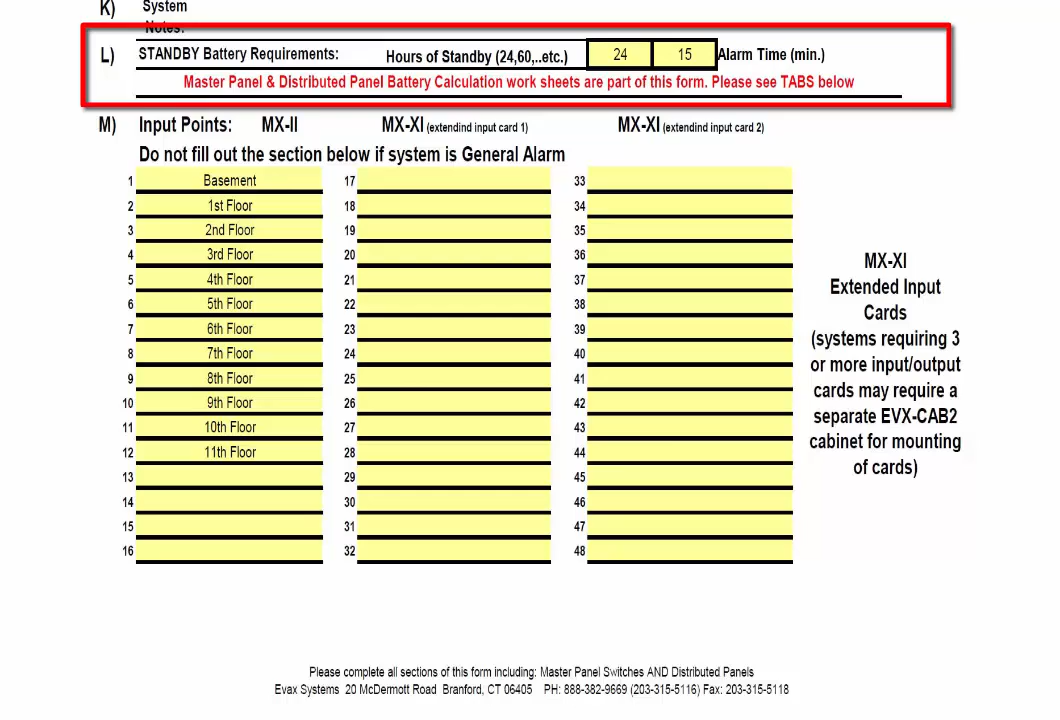 K) System
Notes:
L) STANDBY Battery Requirements: Hours of Standby (24,60,..etc.) 24 15 Alarm Time (min.)
Master Panel & Distributed Panel Battery Calculation work sheets are part of this form. Please see TABS below
M) Input Points: MX-II MX-XI (extendind input card 1) MX-XI (extendind input card 2)
Do not fill out the section below if system is General Alarm
1 Basement 17 33
2 1st Floor 18 34
3 2nd Floor 19 35
4 3rd Floor 20 36
5 4th Floor 21 37
6 5th Floor 22 38
7 6th Floor 23 39
8 7th Floor 24 40
9 8th Floor 25 41
10 9th Floor 26 42
11 10th Floor 27 43
12 11th Floor 28 44
13 29 45
14 30 46
15 31 47
16 32 48
MX-XI
Extended Input
Cards
(systems requiring 3
or more input/output
cards may require a
separate EVX-CAB2
cabinet for mounting
of cards)
Please complete all sections of this form including: Master Panel Switches AND Distributed Panels
Evax Systems 20 McDermott Road Branford, CT 06405 PH: 888-382-9669 (203-315-5116) Fax: 203-315-5118